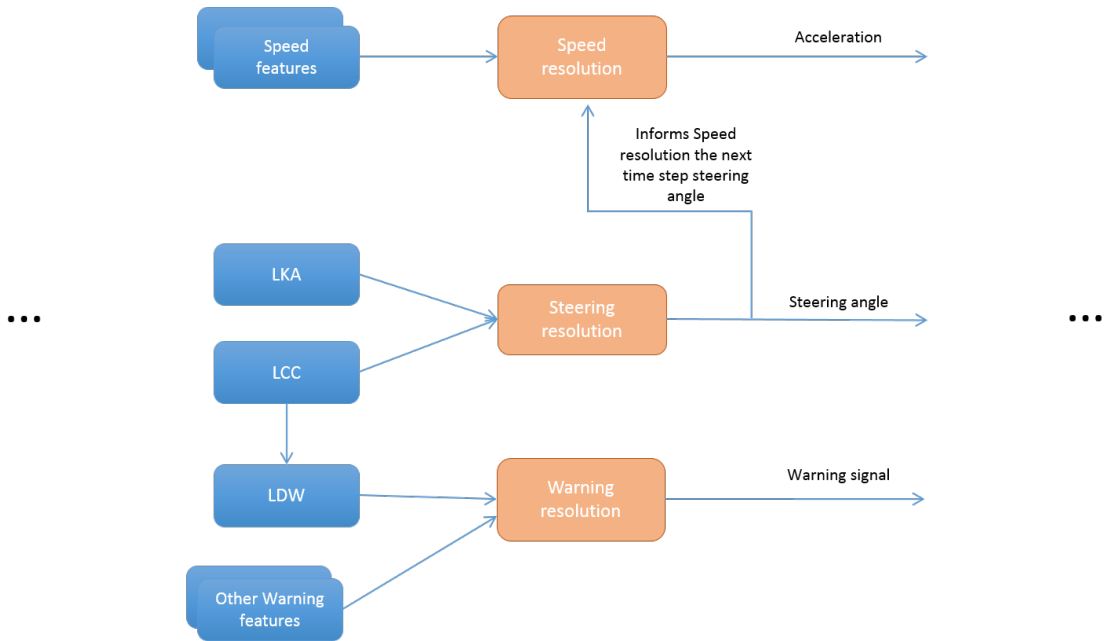 Speed
features
Speed
resolution
Acceleration
Informs Speed
resolution the next
time step steering
angle
LKA
...
Steering
resolution
Steering angle
...
LCC
LDW
Warning
resolution
Warning signal
Other Warning
features